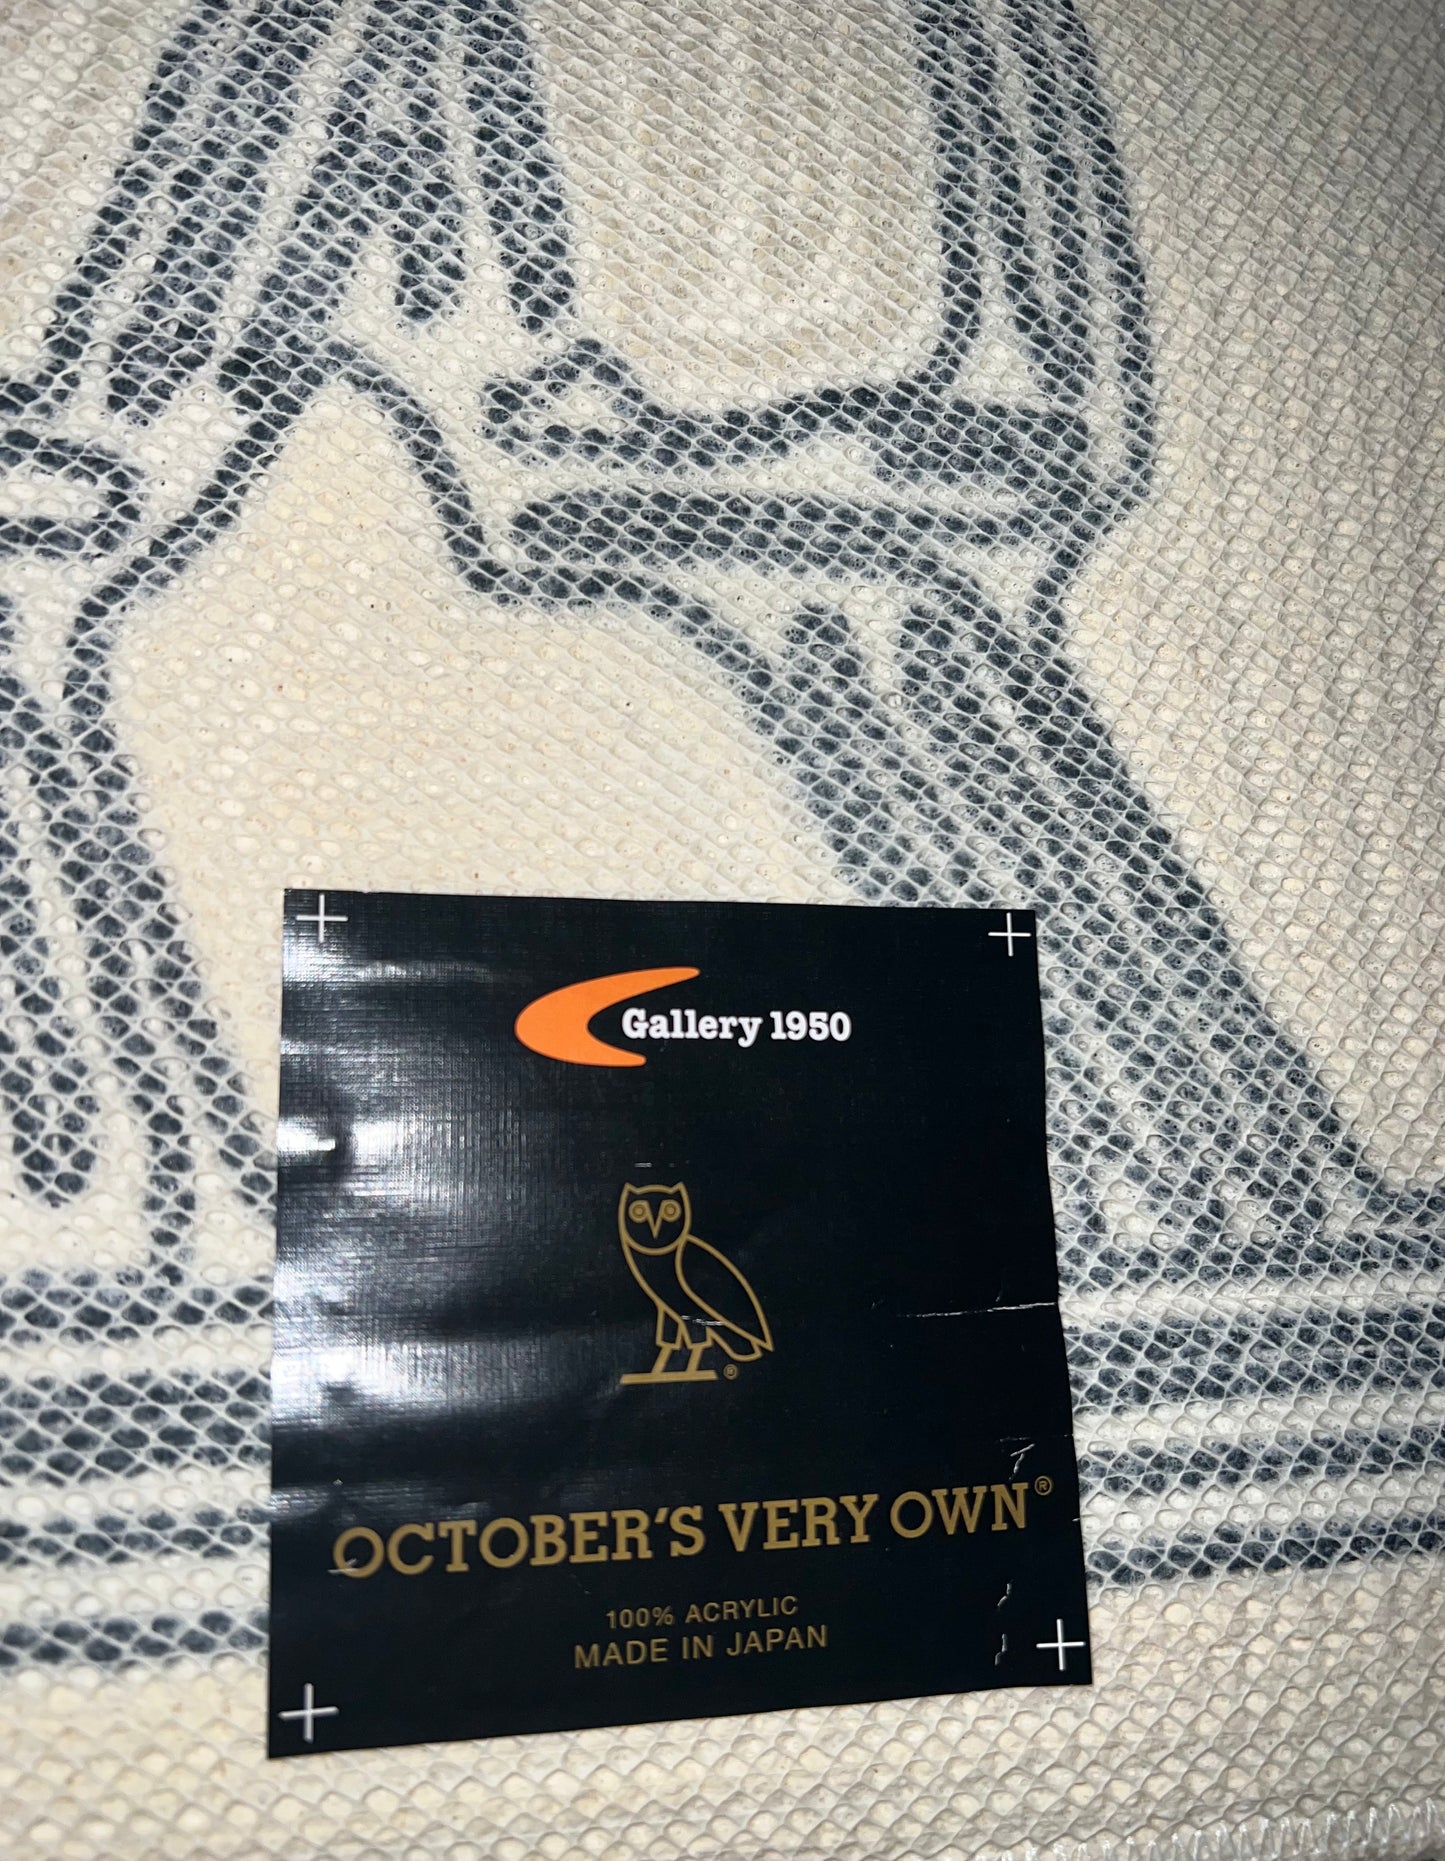 Gallery 1950
®
OCTOBER'S VERY OWN®
100% ACRYLIC
MADE IN JAPAN